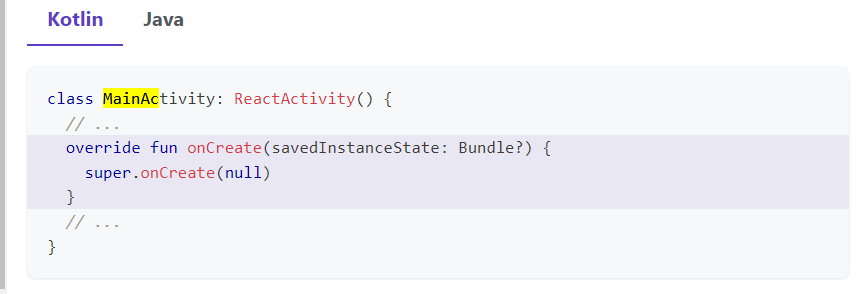 Kotlin Java
class MainActivity: ReactActivity() {
  // ...
  override fun onCreate(savedInstanceState: Bundle?) {
    super.onCreate(null)
  }
  // ...
}